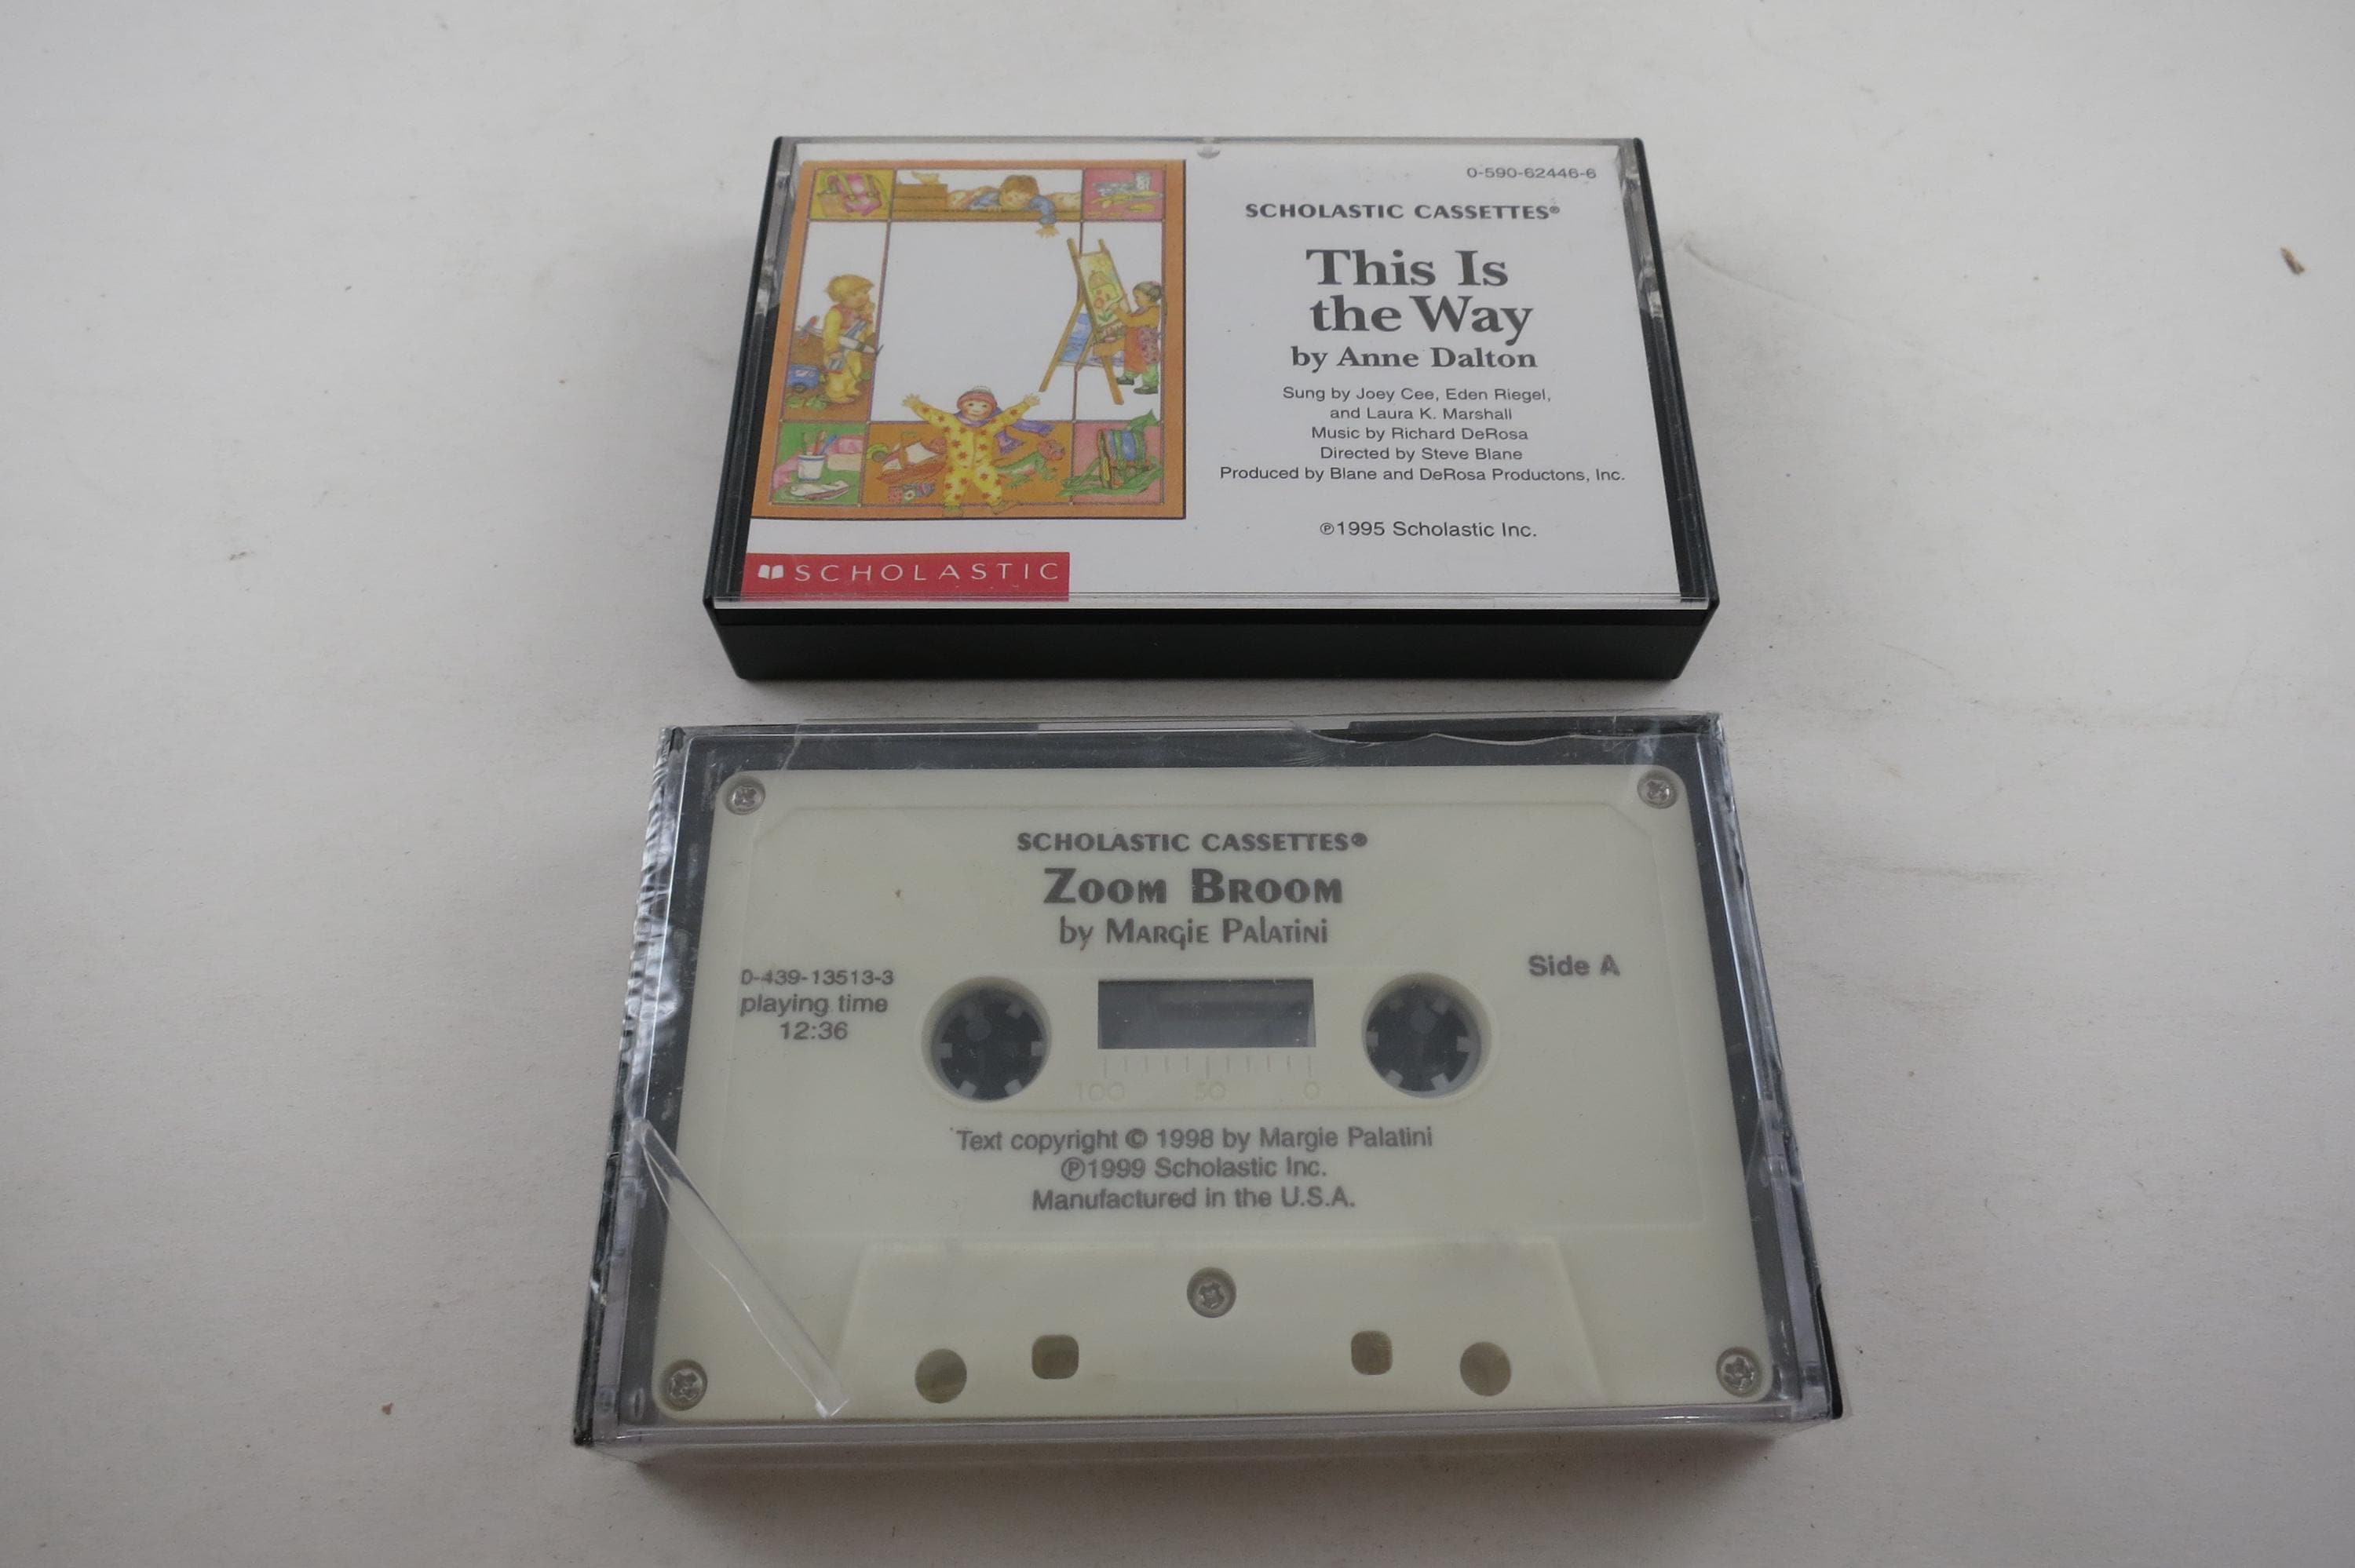 0-590-62446-6
SCHOLASTIC CASSETTES®
This Is
the Way
by Anne Dalton
Sung by Joey Cee, Eden Riegel,
and Laura K. Marshall
Music by Richard DeRosa
Directed by Steve Blane
Produced by Blane and DeRosa Productons, Inc.
℗1995 Scholastic Inc.
SCHOLASTIC
SCHOLASTIC CASSETTES®
ZOOM BROOM
by MARGiE PALATiNi
0-439-13513-3
playing time
12:36
Side A
100 50 0
Text copyright © 1998 by Margie Palatini
℗1999 Scholastic Inc.
Manufactured in the U.S.A.